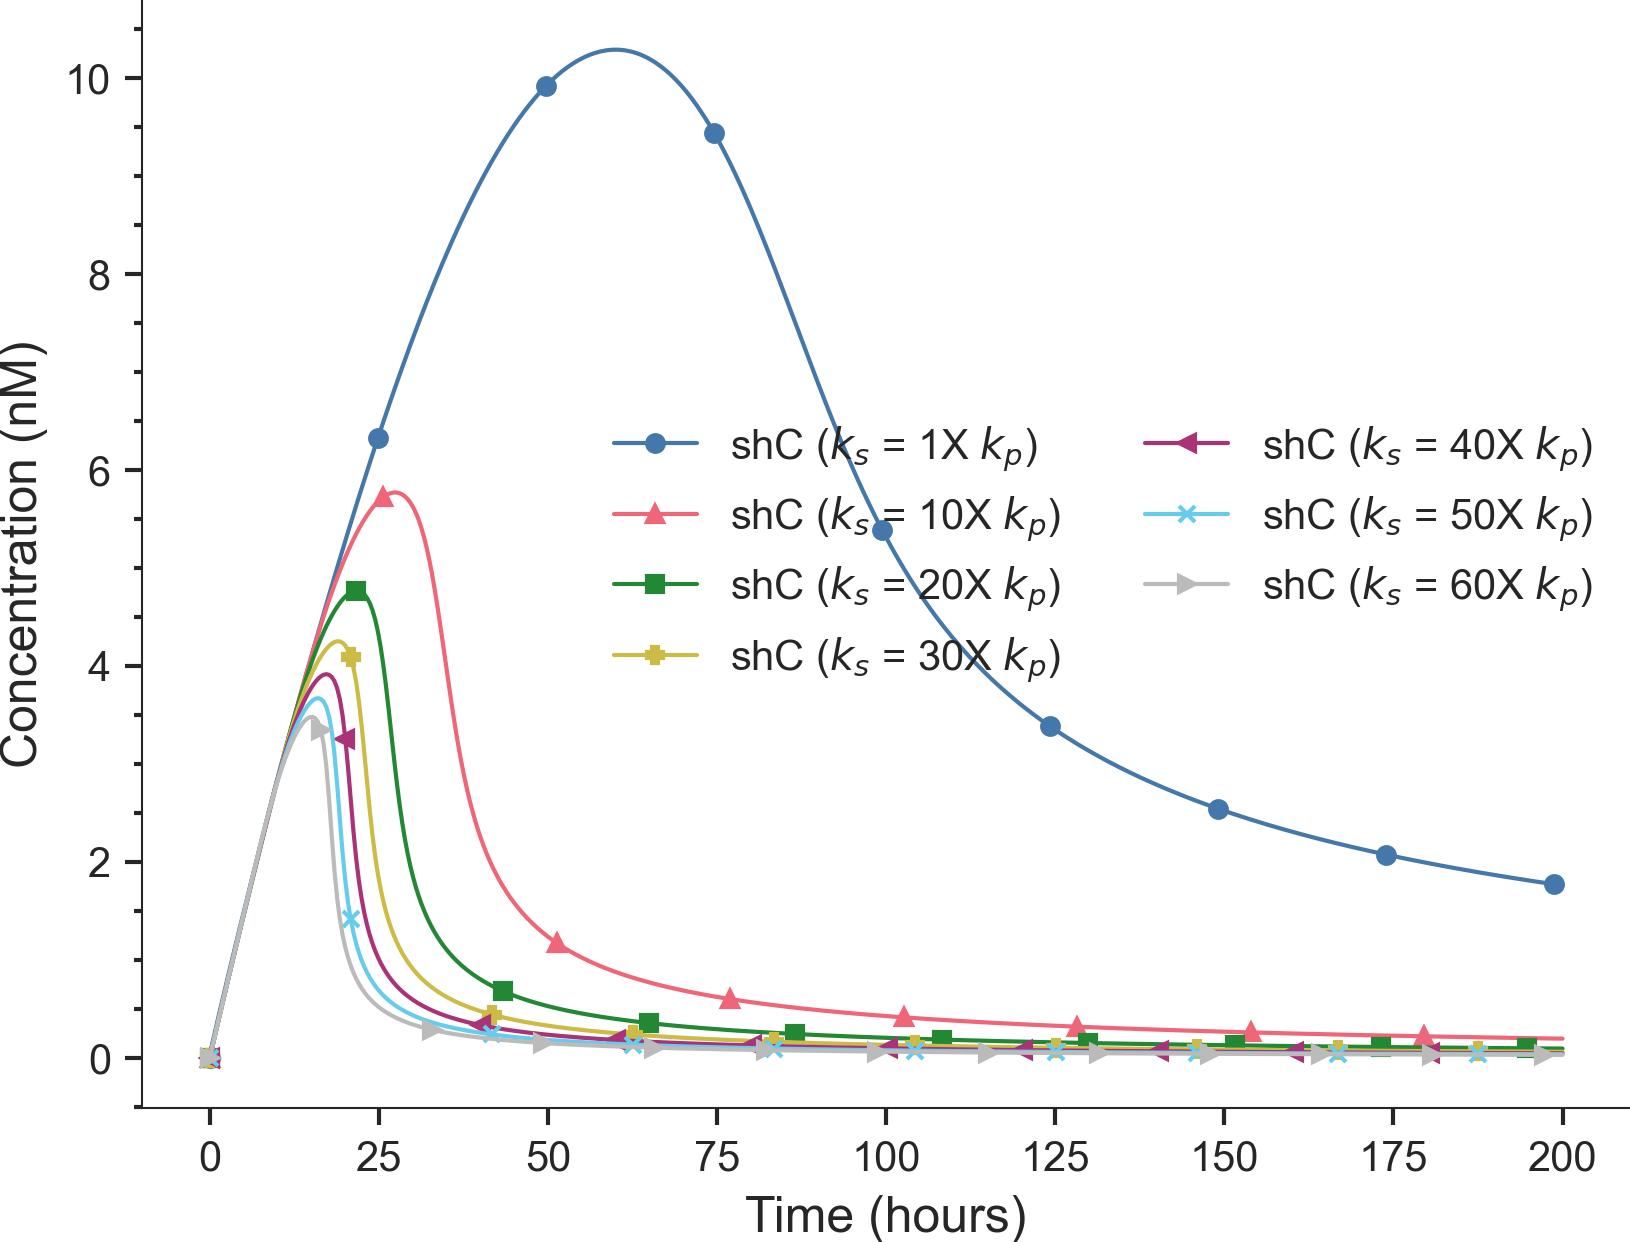 Concentration (nM)
10
8
6
4
2
0
shC (kₛ = 1X kₚ)
shC (kₛ = 10X kₚ)
shC (kₛ = 20X kₚ)
shC (kₛ = 30X kₚ)
shC (kₛ = 40X kₚ)
shC (kₛ = 50X kₚ)
shC (kₛ = 60X kₚ)
0 25 50 75 100 125 150 175 200
Time (hours)